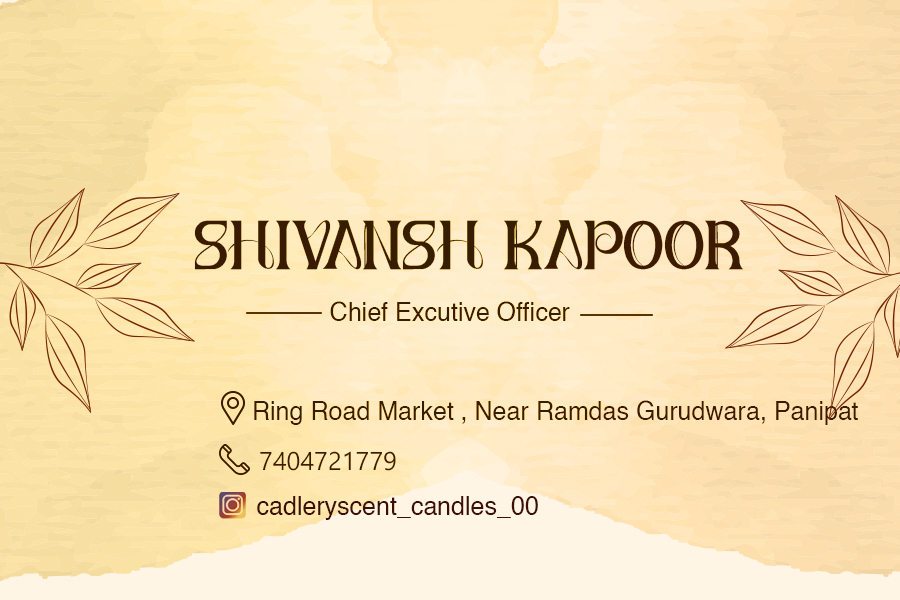 SHIVANSH KAPOOR
Chief Excutive Officer
Ring Road Market , Near Ramdas Gurudwara, Panipat
7404721779
cadleryscent_candles_00